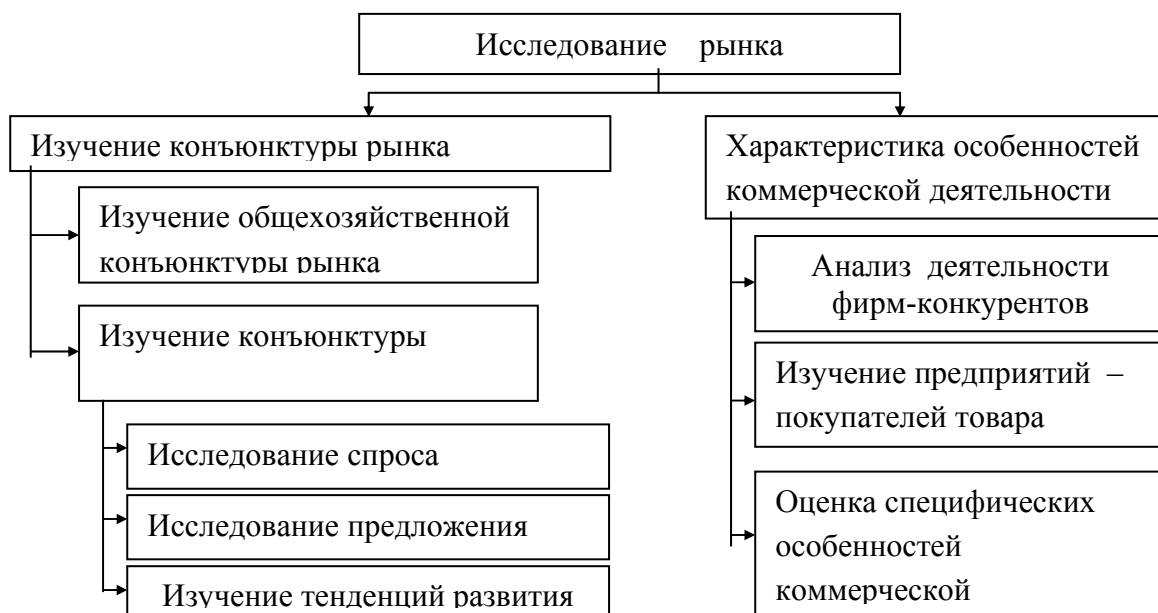 Исследование рынка
Изучение конъюнктуры рынка
Изучение общехозяйственной
конъюнктуры рынка
Изучение конъюнктуры
Исследование спроса
Исследование предложения
Изучение тенденций развития
Характеристика особенностей
коммерческой деятельности
Анализ деятельности
фирм-конкурентов
Изучение предприятий –
покупателей товара
Оценка специфических
особенностей
коммерческой